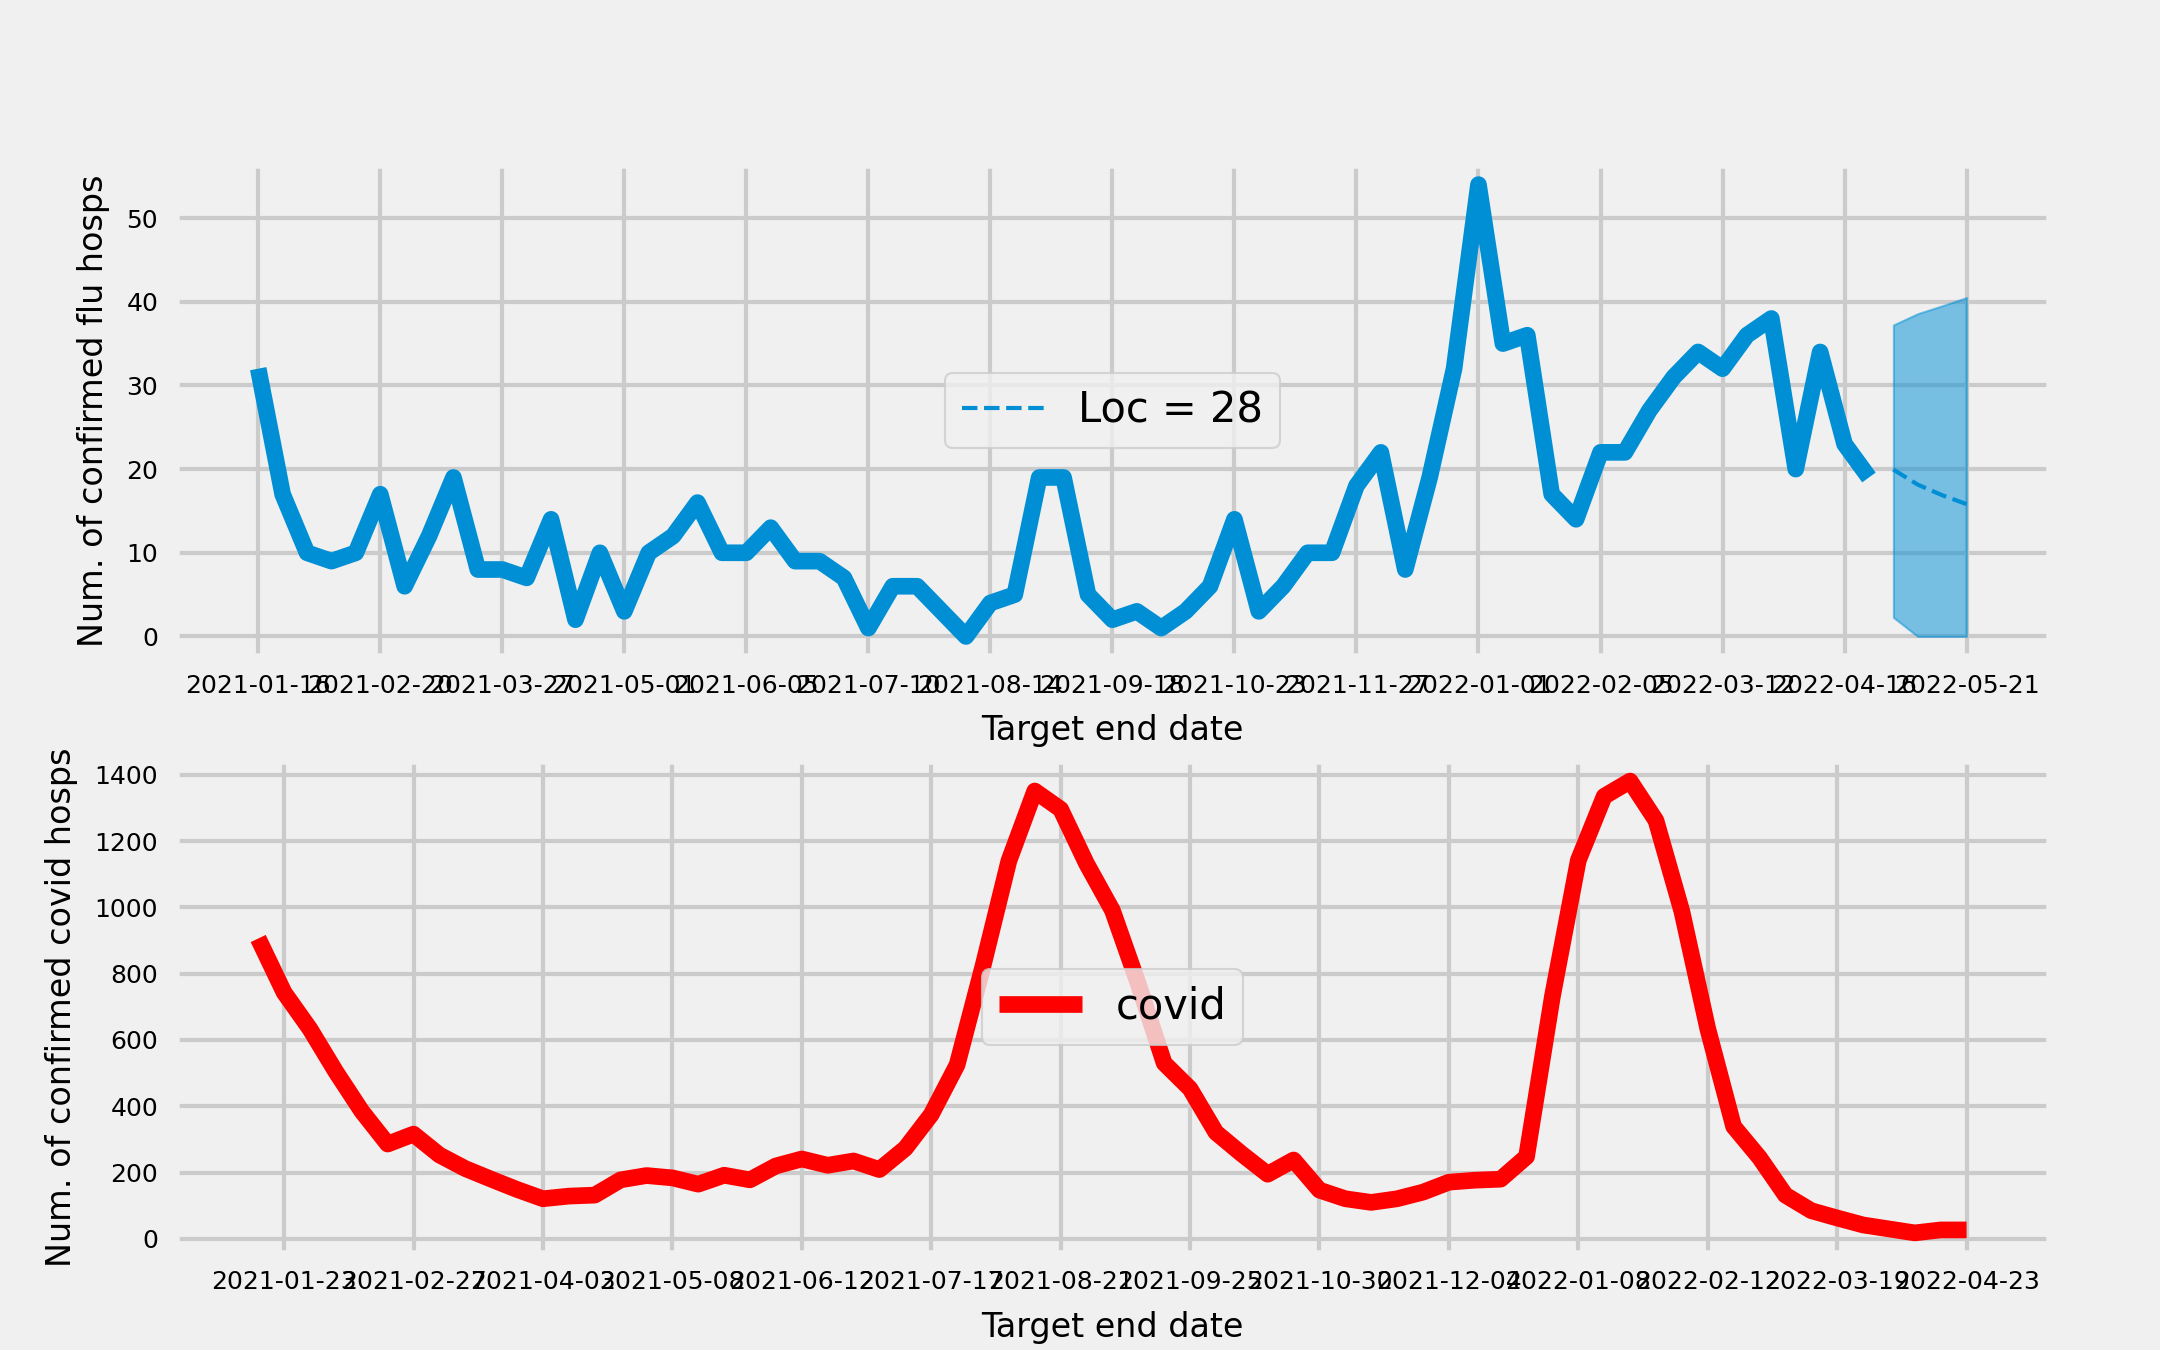 Num. of confirmed flu hosps
50
40
30
20
10
0
Loc = 28
2021-01-16 2021-02-20 2021-03-27 2021-05-01 2021-06-05 2021-07-10 2021-08-14 2021-09-18 2021-10-23 2021-11-27 2022-01-01 2022-02-05 2022-03-12 2022-04-16 2022-05-21
Target end date
Num. of confirmed covid hosps
1400
1200
1000
800
600
400
200
0
covid
2021-01-23 2021-02-27 2021-04-03 2021-05-08 2021-06-12 2021-07-17 2021-08-21 2021-09-25 2021-10-30 2021-12-04 2022-01-08 2022-02-12 2022-03-19 2022-04-23
Target end date